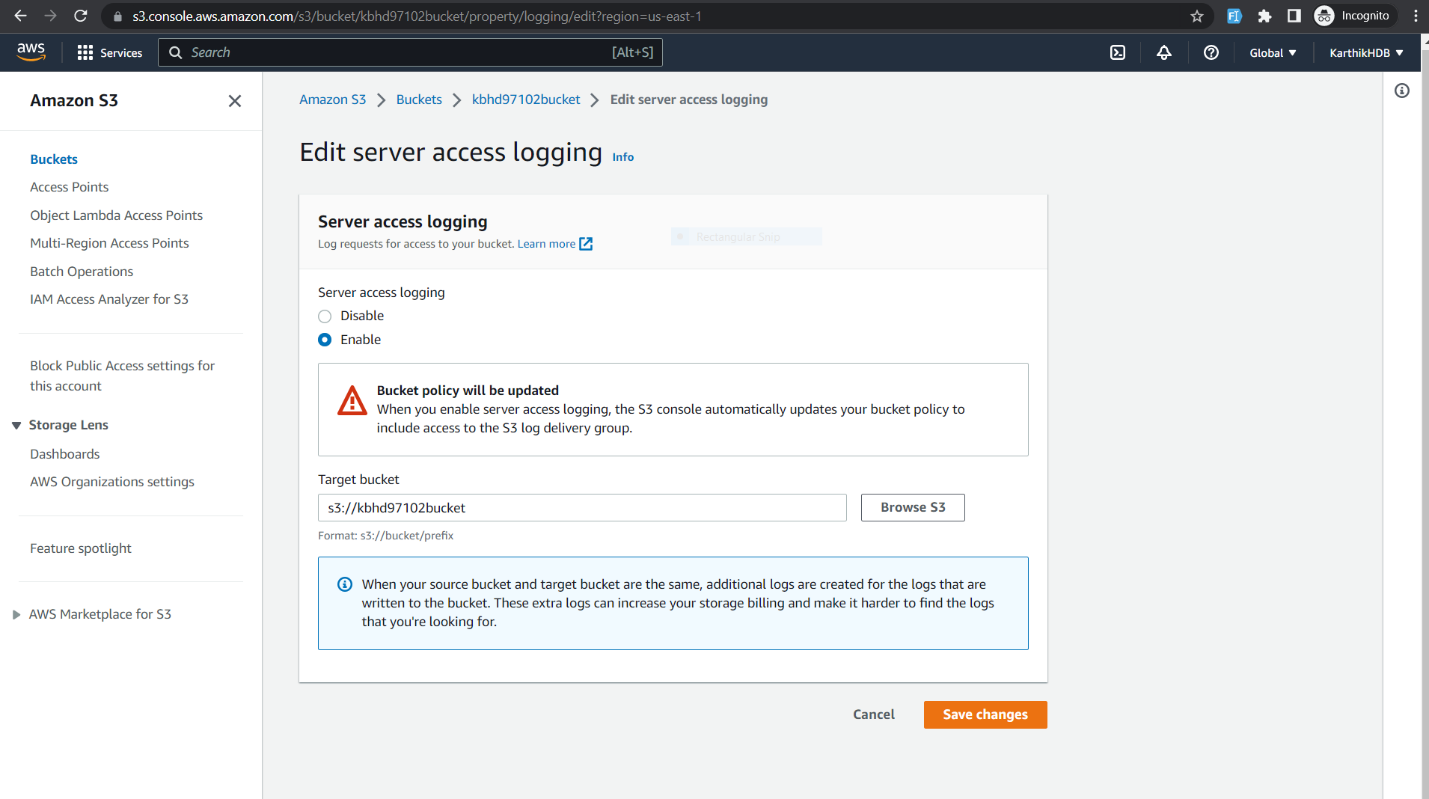 s3.console.aws.amazon.com/s3/bucket/kbhd97102bucket/property/logging/edit?region=us-east-1
Incognito
aws
Services
Search
[Alt+S]
Global
KarthikHDB
Amazon S3
Buckets
Access Points
Object Lambda Access Points
Multi-Region Access Points
Batch Operations
IAM Access Analyzer for S3
Block Public Access settings for
this account
Storage Lens
Dashboards
AWS Organizations settings
Feature spotlight
AWS Marketplace for S3
Amazon S3 > Buckets > kbhd97102bucket > Edit server access logging
Edit server access logging Info
Server access logging
Log requests for access to your bucket. Learn more
Rectangular Snip
Server access logging
Disable
Enable
Bucket policy will be updated
When you enable server access logging, the S3 console automatically updates your bucket policy to
include access to the S3 log delivery group.
Target bucket
s3://kbhd97102bucket
Browse S3
Format: s3://bucket/prefix
When your source bucket and target bucket are the same, additional logs are created for the logs that are
written to the bucket. These extra logs can increase your storage billing and make it harder to find the logs
that you're looking for.
Cancel
Save changes